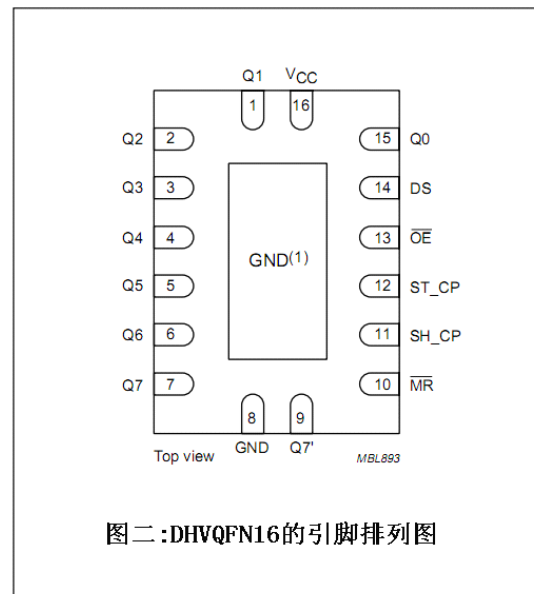 Q1 VCC
1 16
Q2 2 15 Q0
Q3 3 14 DS
Q4 4 13 OE
GND(1)
Q5 5 12 ST_CP
Q6 6 11 SH_CP
Q7 7 10 MR
8 9
Top view GND Q7' MBL893
图二:DHVQFN16的引脚排列图